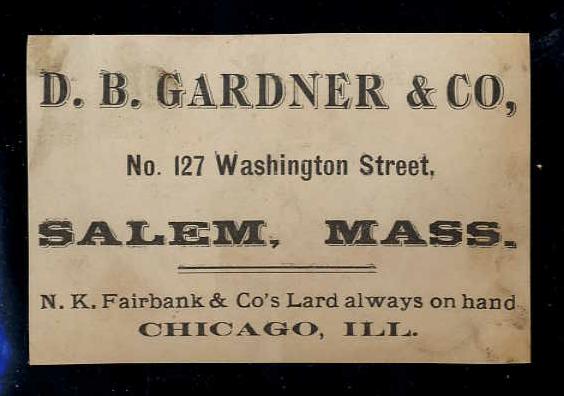 D. B. GARDNER & CO,
No. 127 Washington Street,
SALEM, MASS.
N. K. Fairbank & Co's Lard always on hand
CHICAGO, ILL.